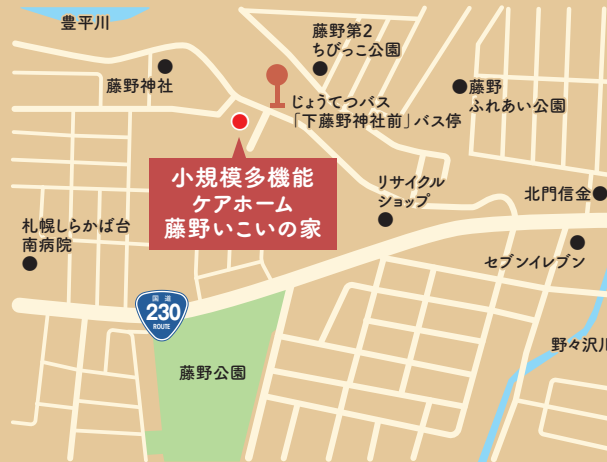 豊平川
藤野第2
ちびっこ公園
藤野神社
藤野
ふれあい公園
じょうてつバス
「下藤野神社前」バス停
小規模多機能
ケアホーム
藤野いこいの家
リサイクル
ショップ
北門信金
札幌しらかば台
南病院
セブンイレブン
国道
230
ROUTE
野々沢川
藤野公園